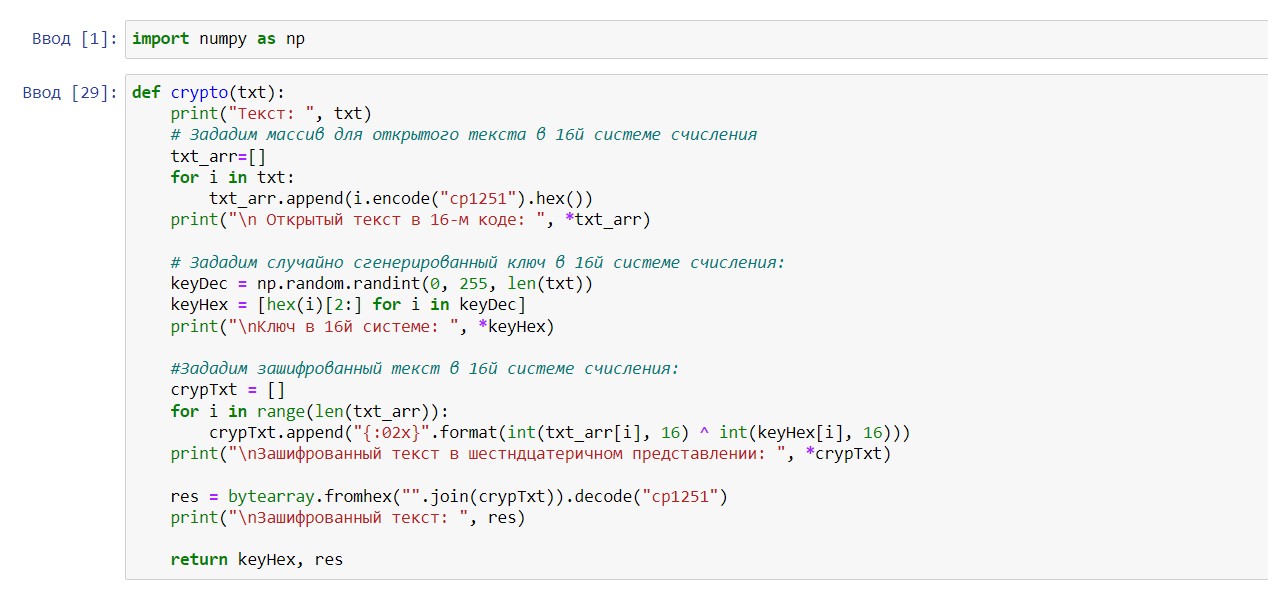 Ввод [1]: import numpy as np
Ввод [29]: def crypto(txt):
    print("Текст: ", txt)
    # Зададим массив для открытого текста в 16й системе счисления
    txt_arr=[]
    for i in txt:
        txt_arr.append(i.encode("cp1251").hex())
    print("\n Открытый текст в 16-м коде: ", *txt_arr)
    # Зададим случайно сгенерированный ключ в 16й системе счисления:
    keyDec = np.random.randint(0, 255, len(txt))
    keyHex = [hex(i)[2:] for i in keyDec]
    print("\nКлюч в 16й системе: ", *keyHex)
    #Зададим зашифрованный текст в 16й системе счисления:
    crypTxt = []
    for i in range(len(txt_arr)):
        crypTxt.append("{:02x}".format(int(txt_arr[i], 16) ^ int(keyHex[i], 16)))
    print("\nЗашифрованный текст в шестндцатеричном представлении: ", *crypTxt)
    res = bytearray.fromhex("".join(crypTxt)).decode("cp1251")
    print("\nЗашифрованный текст: ", res)
    return keyHex, res